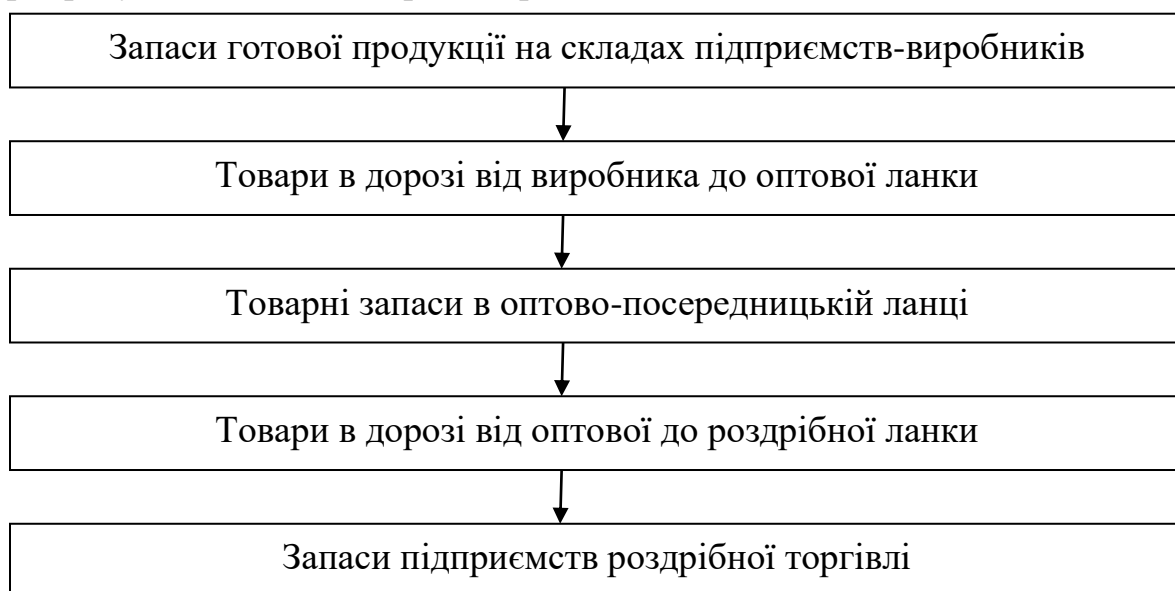 Запаси готової продукції на складах підприємств-виробників
Товари в дорозі від виробника до оптової ланки
Товарні запаси в оптово-посередницькій ланці
Товари в дорозі від оптової до роздрібної ланки
Запаси підприємств роздрібної торгівлі